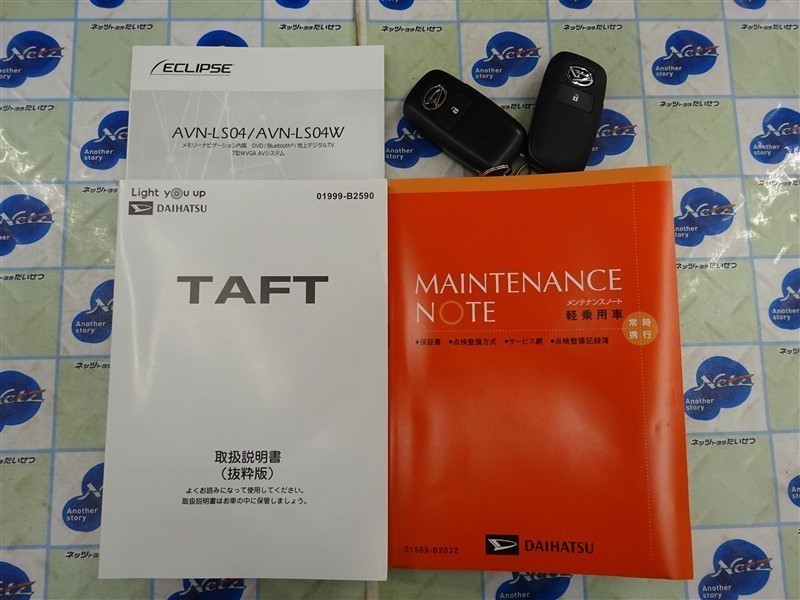 ECLIPSE
AVN-LS04/AVN-LS04W
メモリーナビゲーション内蔵 DVD/Bluetooth®/地上デジタルTV
7型WVGA AVシステム
Light you up
DAIHATSU
01999-B2590
TAFT
取扱説明書
(抜粋版)
よくお読みになって使用してください。
取扱説明書はお車の中に保管しましょう。
MAINTENANCE
NOTE
メンテナンスノート
軽乗用車
常時
携行
●保証書 ●点検整備方式 ●サービス網 ●点検整備記録簿
01989-B2032
DAIHATSU
ネッツトヨタだいせつ
Netz
Another
story